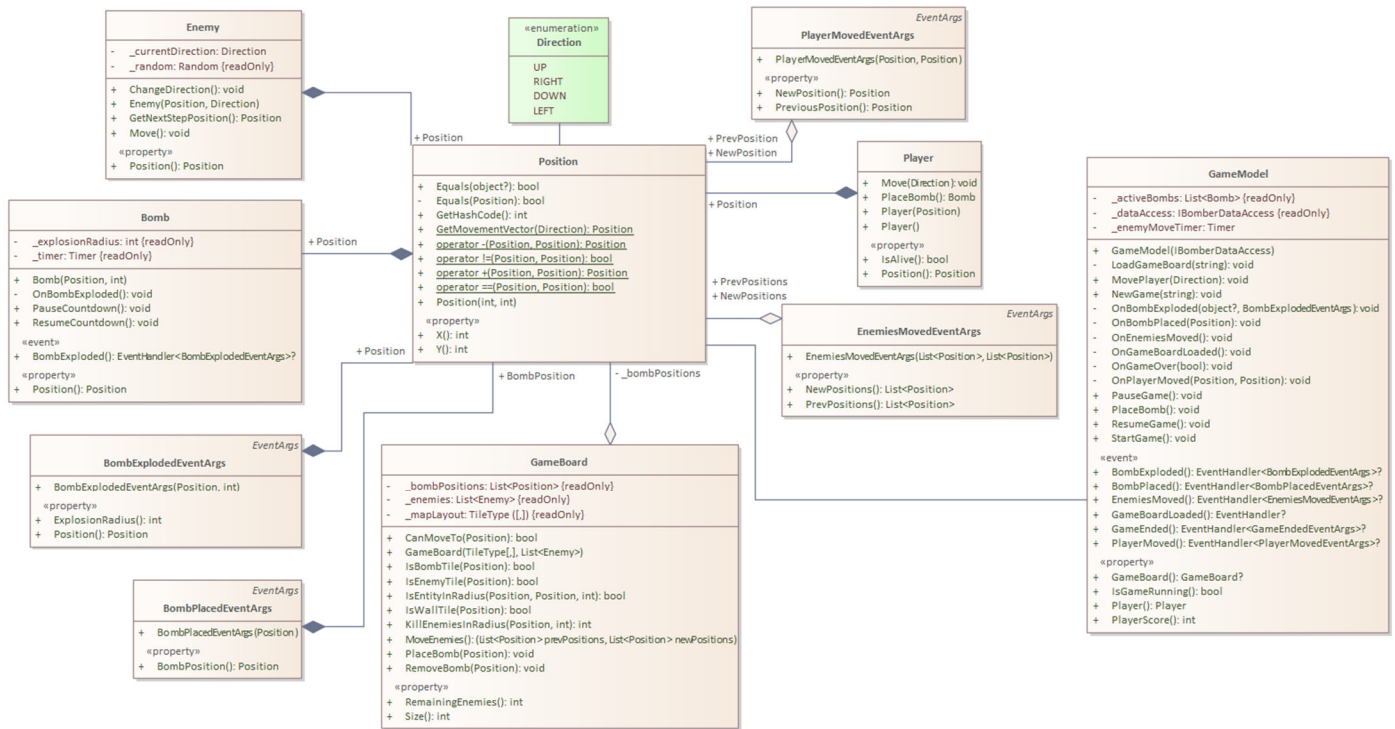 Enemy
- _currentDirection: Direction
- _random: Random {readOnly}
+ ChangeDirection(): void
+ Enemy(Position, Direction)
+ GetNextStepPosition(): Position
+ Move(): void
«property»
+ Position(): Position
«enumeration»
Direction
UP
RIGHT
DOWN
LEFT
EventArgs
PlayerMovedEventArgs
+ PlayerMovedEventArgs(Position, Position)
«property»
+ NewPosition(): Position
+ PreviousPosition(): Position
+ Position
+ PrevPosition
+ NewPosition
Position
+ Equals(object?): bool
- Equals(Position): bool
+ GetHashCode(): int
+ GetMovementVector(Direction): Position
+ operator -(Position, Position): Position
+ operator !=(Position, Position): bool
+ operator +(Position, Position): Position
+ operator ==(Position, Position): bool
+ Position(int, int)
«property»
+ X(): int
+ Y(): int
Player
+ Move(Direction): void
+ PlaceBomb(): Bomb
+ Player(Position)
+ Player()
«property»
+ IsAlive(): bool
+ Position(): Position
+ Position
GameModel
- _activeBombs: List<Bomb> {readOnly}
- _dataAccess: IBomberDataAccess {readOnly}
- _enemyMoveTimer: Timer
+ GameModel(IBomberDataAccess)
- LoadGameBoard(string): void
+ MovePlayer(Direction): void
+ NewGame(string): void
- OnBombExploded(object?, BombExplodedEventArgs): void
- OnBombPlaced(Position): void
- OnEnemiesMoved(): void
- OnGameBoardLoaded(): void
- OnGameOver(bool): void
- OnPlayerMoved(Position, Position): void
+ PauseGame(): void
+ PlaceBomb(): void
+ ResumeGame(): void
+ StartGame(): void
«event»
+ BombExploded(): EventHandler<BombExplodedEventArgs>?
+ BombPlaced(): EventHandler<BombPlacedEventArgs>?
+ EnemiesMoved(): EventHandler<EnemiesMovedEventArgs>?
+ GameBoardLoaded(): EventHandler?
+ GameEnded(): EventHandler<GameEndedEventArgs>?
+ PlayerMoved(): EventHandler<PlayerMovedEventArgs>?
«property»
+ GameBoard(): GameBoard?
+ IsGameRunning(): bool
+ Player(): Player
+ PlayerScore(): int
Bomb
- _explosionRadius: int {readOnly}
- _timer: Timer {readOnly}
+ Bomb(Position, int)
- OnBombExploded(): void
+ PauseCountdown(): void
+ ResumeCountdown(): void
«event»
+ BombExploded(): EventHandler<BombExplodedEventArgs>?
«property»
+ Position(): Position
+ Position
+ PrevPositions
+ NewPositions
EventArgs
EnemiesMovedEventArgs
+ EnemiesMovedEventArgs(List<Position>, List<Position>)
«property»
+ NewPositions(): List<Position>
+ PrevPositions(): List<Position>
+ Position
+ BombPosition
- _bombPositions
EventArgs
BombExplodedEventArgs
+ BombExplodedEventArgs(Position, int)
«property»
+ ExplosionRadius(): int
+ Position(): Position
GameBoard
- _bombPositions: List<Position> {readOnly}
- _enemies: List<Enemy> {readOnly}
- _mapLayout: TileType ([,]) {readOnly}
+ CanMoveTo(Position): bool
+ GameBoard(TileType[,], List<Enemy>)
+ IsBombTile(Position): bool
+ IsEnemyTile(Position): bool
+ IsEntityInRadius(Position, Position, int): bool
+ IsWallTile(Position): bool
+ KillEnemiesInRadius(Position, int): int
+ MoveEnemies(): (List<Position> prevPositions, List<Position> newPositions)
+ PlaceBomb(Position): void
+ RemoveBomb(Position): void
«property»
+ RemainingEnemies(): int
+ Size(): int
EventArgs
BombPlacedEventArgs
+ BombPlacedEventArgs(Position)
«property»
+ BombPosition(): Position